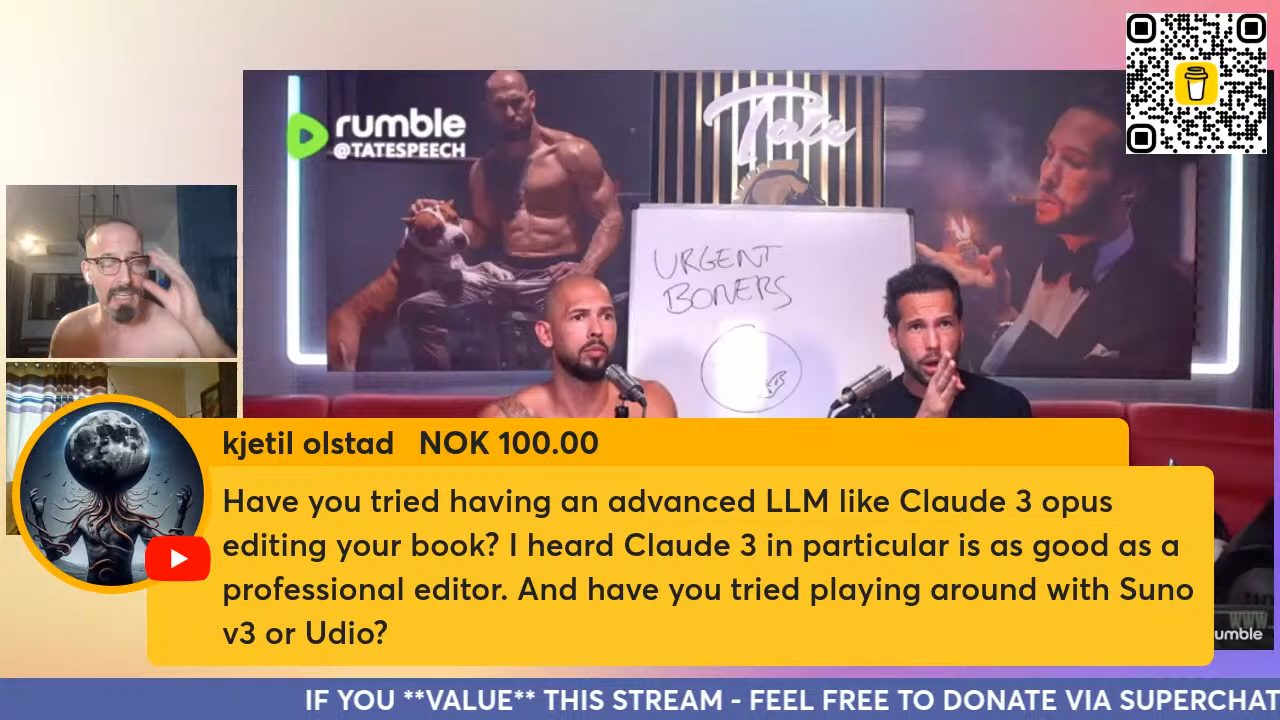 rumble
@TATESPEECH
Tate
URGENT
BONERS
kjetil olstad NOK 100.00
Have you tried having an advanced LLM like Claude 3 opus
editing your book? I heard Claude 3 in particular is as good as a
professional editor. And have you tried playing around with Suno
v3 or Udio?
WWW
umble
IF YOU **VALUE** THIS STREAM - FEEL FREE TO DONATE VIA SUPERCHAT